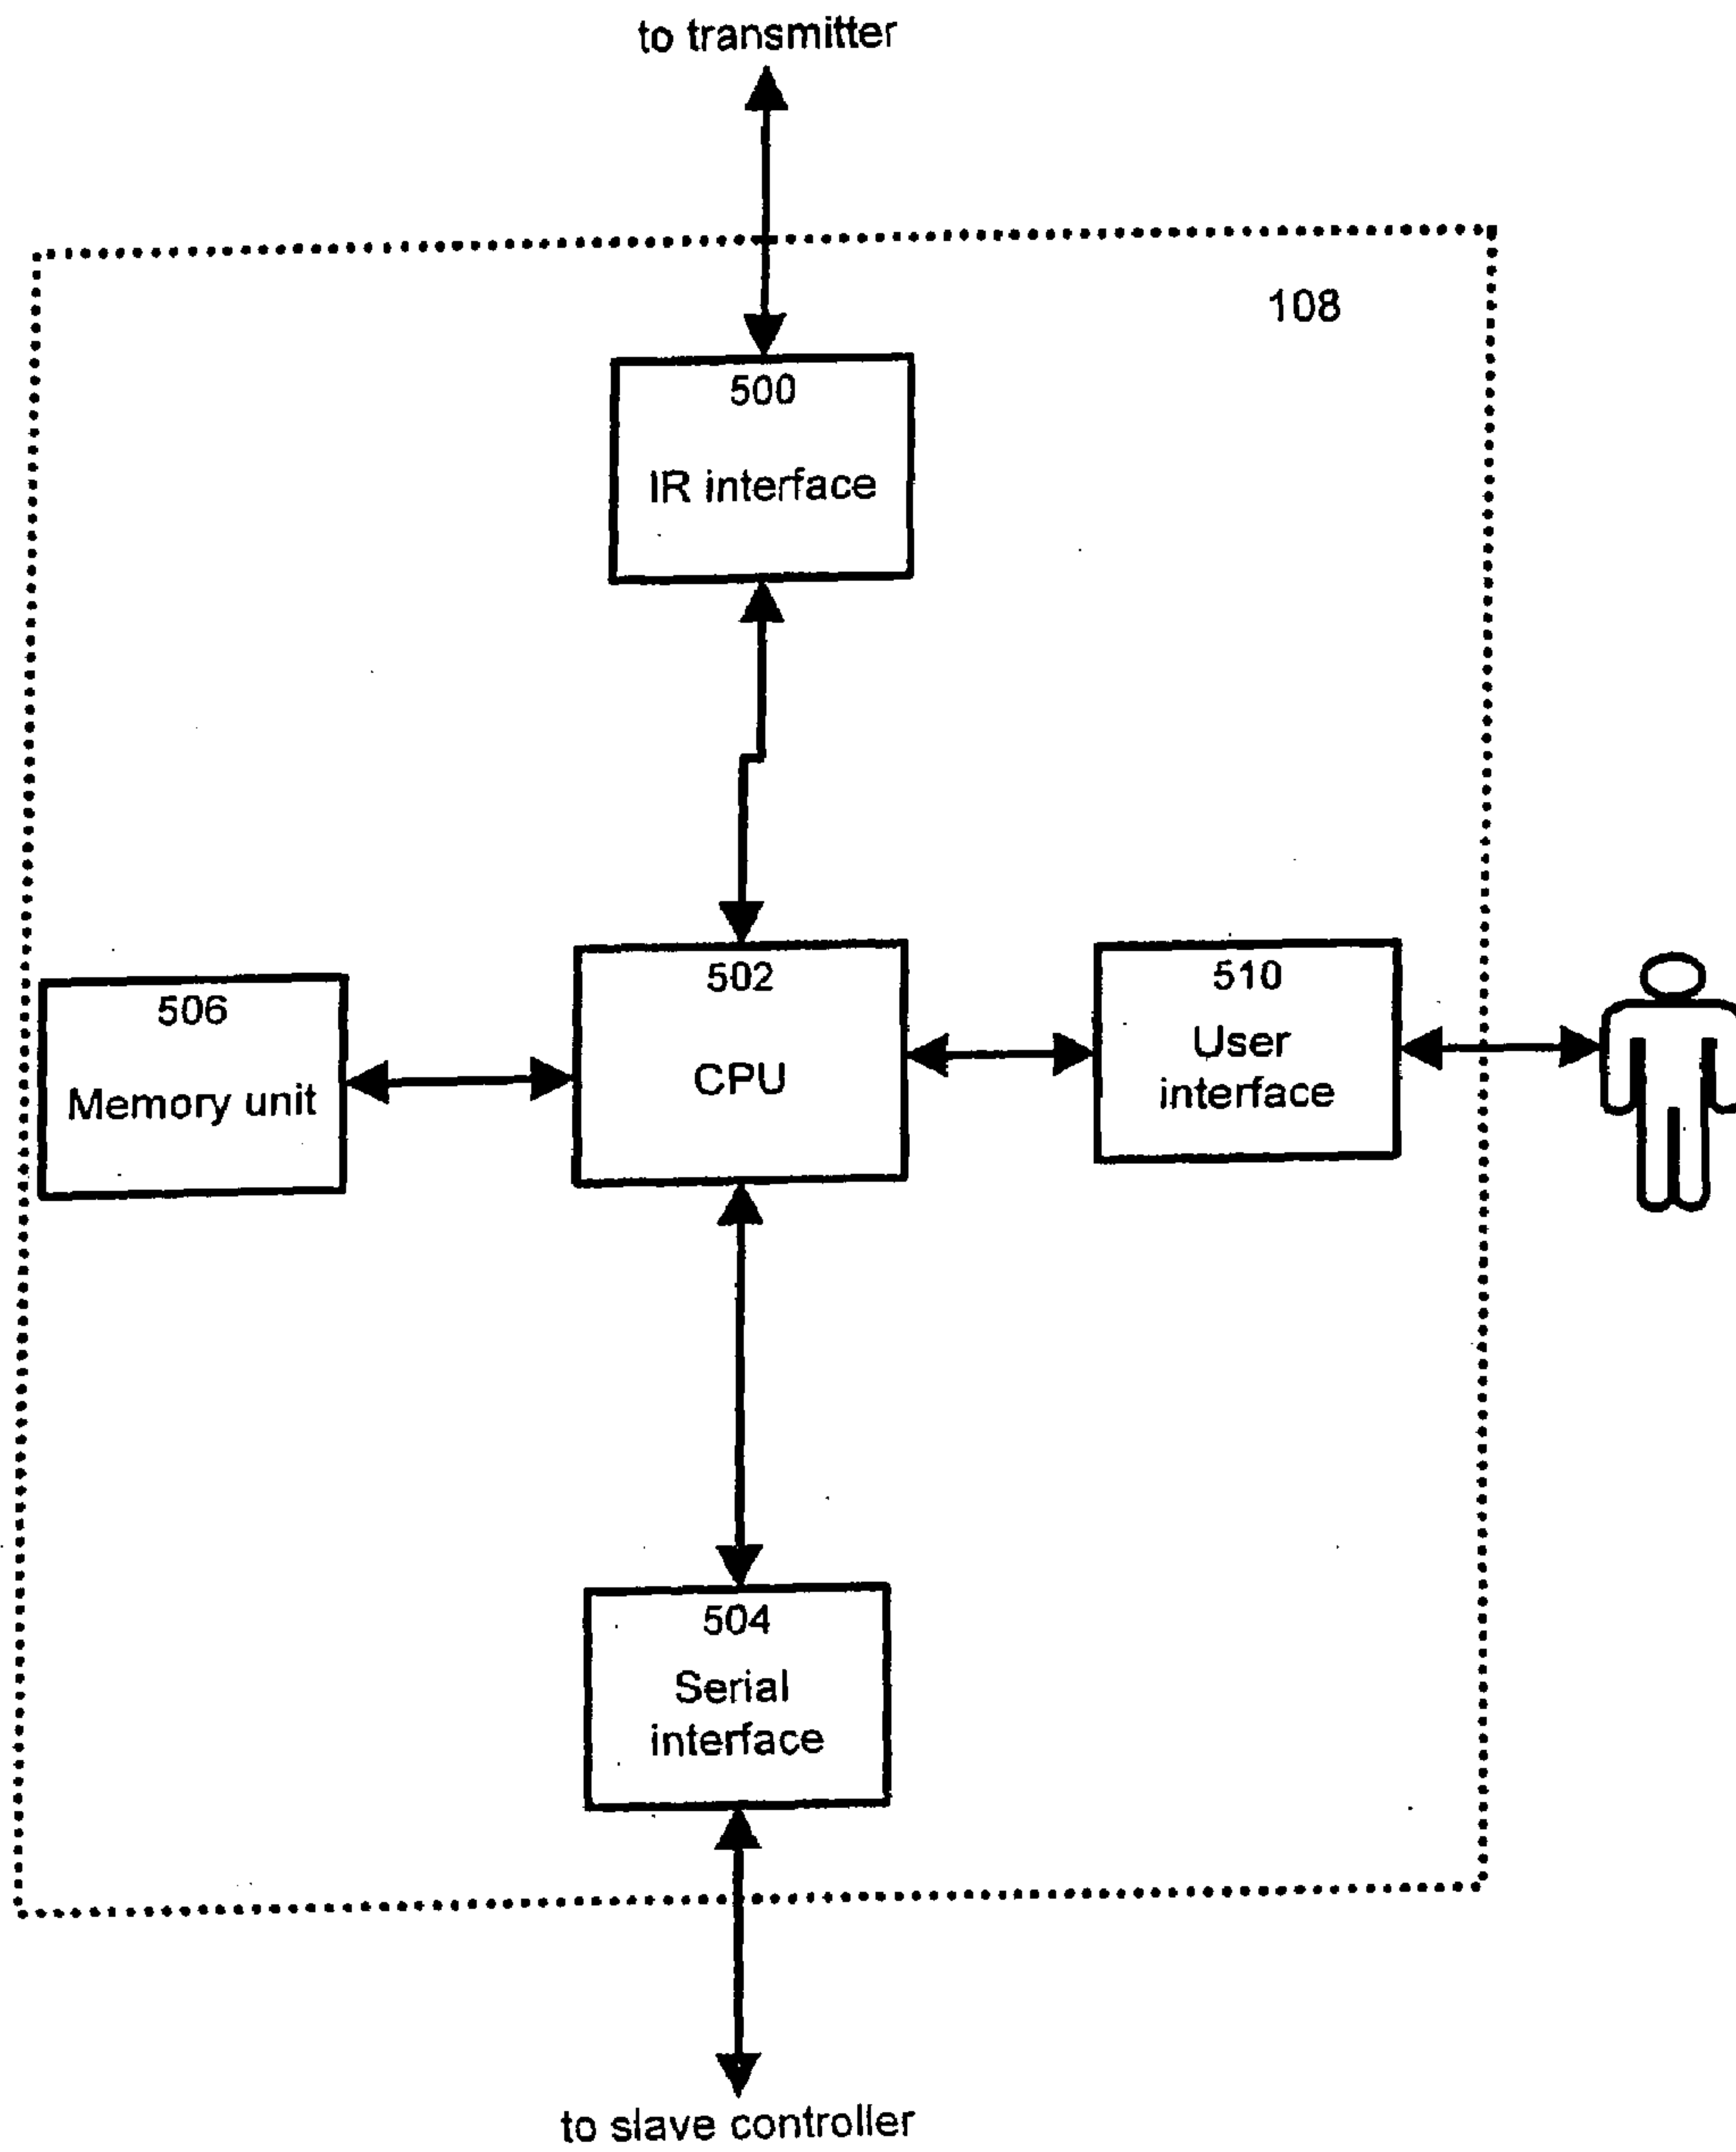 to transmitter
108
500
IR interface
506
Memory unit
502
CPU
510
User
interface
504
Serial
interface
to slave controller